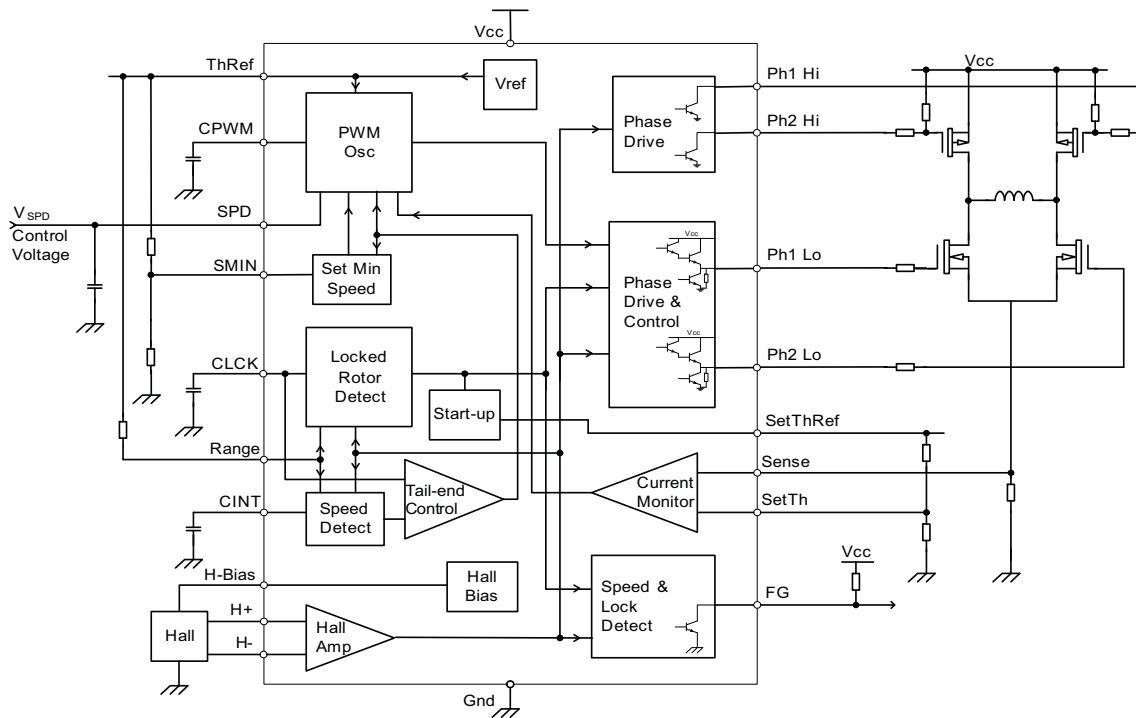 Vcc
ThRef
Vref
Ph1 Hi
Vcc
CPWM
PWM
Osc
Phase
Drive
Ph2 Hi
VSPD
Control
Voltage
SPD
SMIN
Set Min
Speed
Vcc
Phase
Drive &
Control
Vcc
Ph1 Lo
Ph2 Lo
CLCK
Locked
Rotor
Detect
Start-up
SetThRef
Range
Sense
Tail-end
Control
Current
Monitor
SetTh
CINT
Speed
Detect
H-Bias
Hall
Bias
Vcc
Speed &
Lock
Detect
FG
H+
Hall
H-
Hall
Amp
Gnd